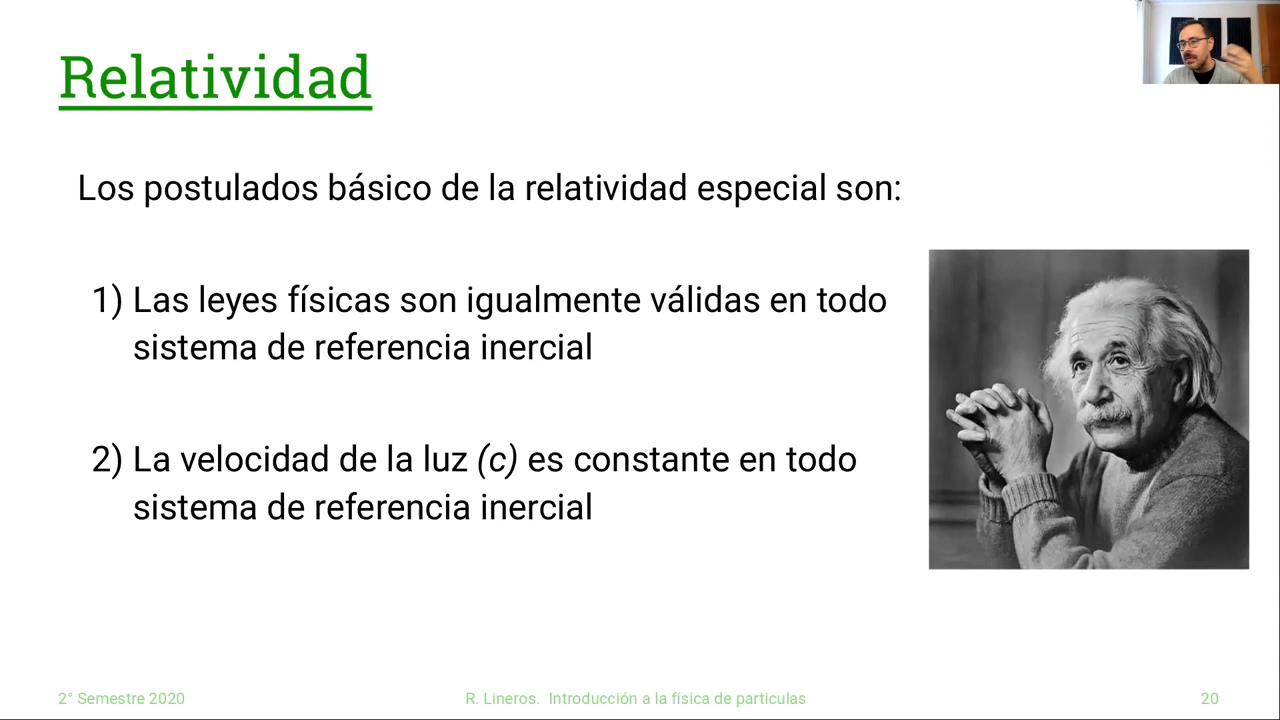 Relatividad
Los postulados básico de la relatividad especial son:
1) Las leyes físicas son igualmente válidas en todo
sistema de referencia inercial
2) La velocidad de la luz (c) es constante en todo
sistema de referencia inercial
2° Semestre 2020
R. Lineros. Introducción a la física de particulas
20